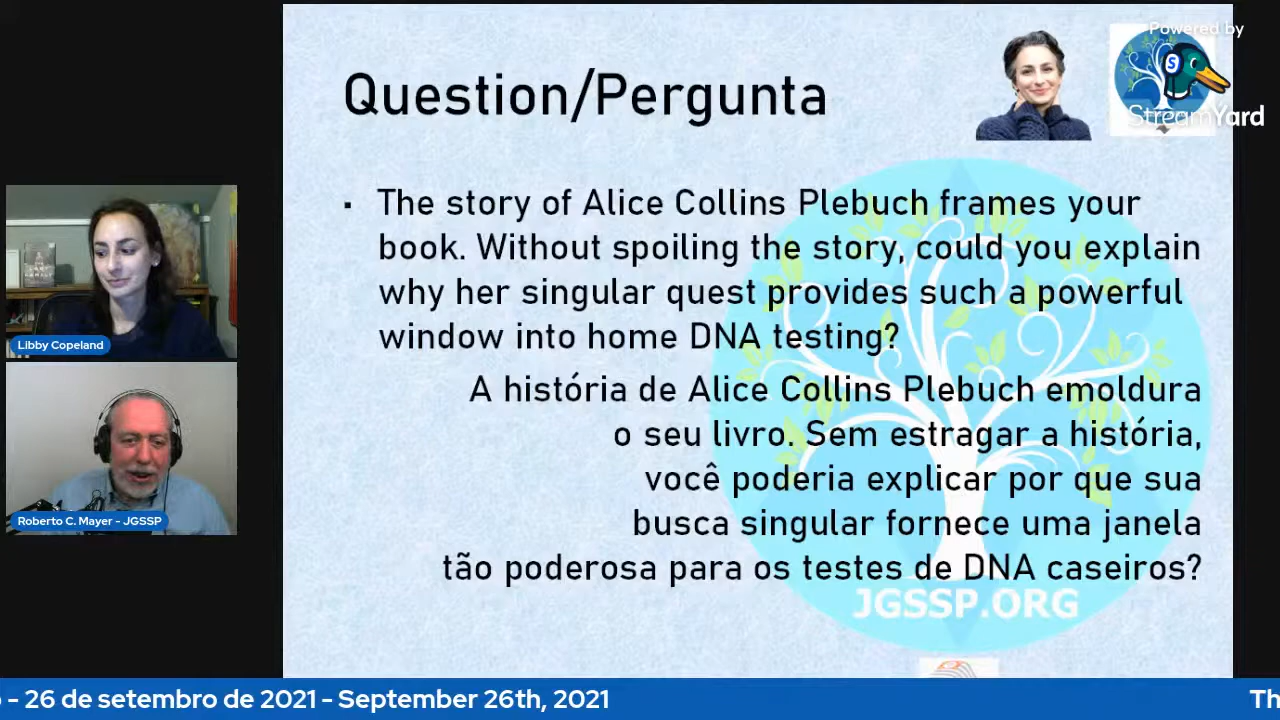 Question/Pergunta
Powered by
StreamYard
▪ The story of Alice Collins Plebuch frames your
book. Without spoiling the story, could you explain
why her singular quest provides such a powerful
window into home DNA testing?
A história de Alice Collins Plebuch emoldura
o seu livro. Sem estragar a história,
você poderia explicar por que sua
busca singular fornece uma janela
tão poderosa para os testes de DNA caseiros?
JGSSP.ORG
Libby Copeland
Roberto C. Mayer - JGSSP
- 26 de setembro de 2021 - September 26th, 2021
Th